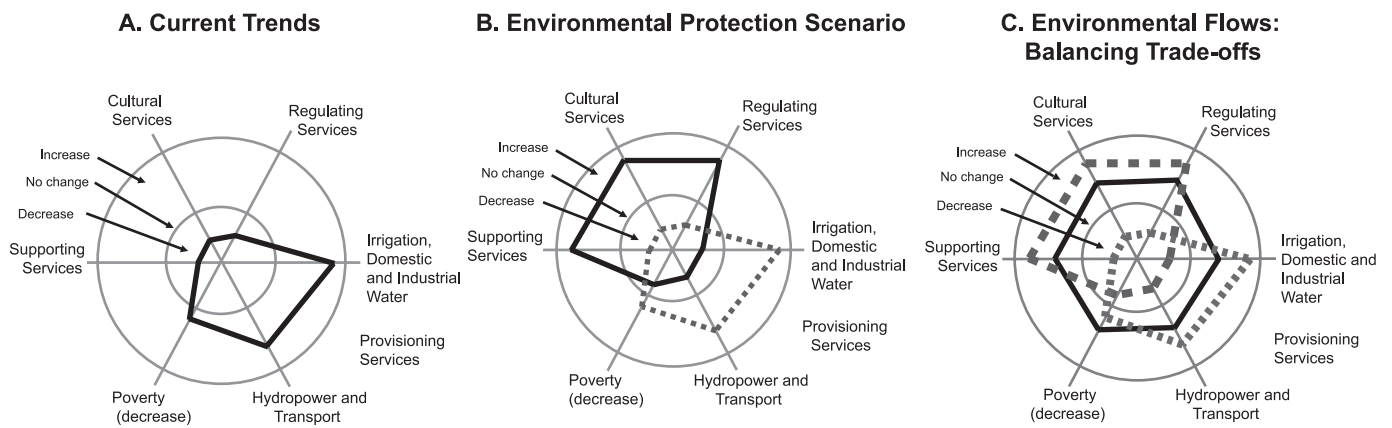 A. Current Trends
Cultural
Services
Regulating
Services
Increase
No change
Decrease
Supporting
Services
Irrigation,
Domestic
and Industrial
Water
Provisioning
Services
Poverty
(decrease)
Hydropower and
Transport
B. Environmental Protection Scenario
Cultural
Services
Regulating
Services
Increase
No change
Decrease
Supporting
Services
Irrigation,
Domestic
and Industrial
Water
Provisioning
Services
Poverty
(decrease)
Hydropower and
Transport
C. Environmental Flows:
Balancing Trade-offs
Cultural
Services
Regulating
Services
Increase
No change
Decrease
Supporting
Services
Irrigation,
Domestic and
Industrial
Water
Provisioning
Services
Poverty
(decrease)
Hydropower and
Transport